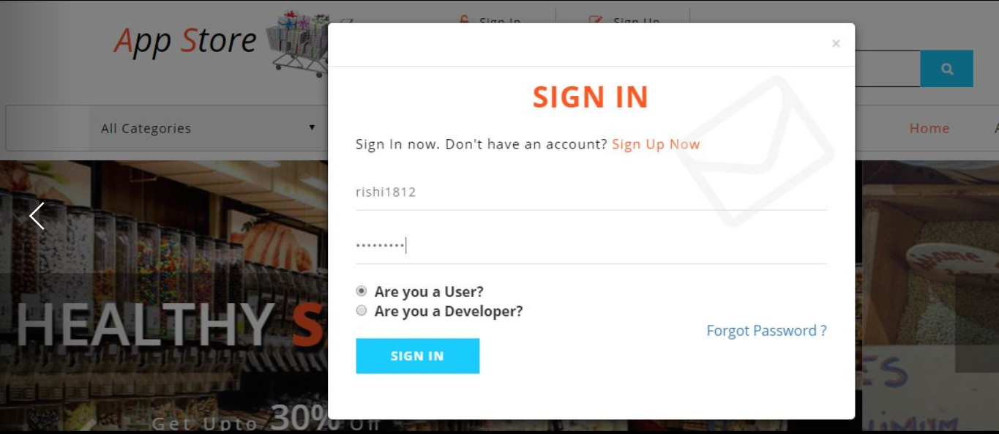 App Store
Sign In
Sign Up
×
SIGN IN
Sign In now. Don't have an account? Sign Up Now
All Categories
Home
rishi1812
•••••••••
Are you a User?
Are you a Developer?
Forgot Password ?
SIGN IN
HEALTHY S
Get Upto 30% Off